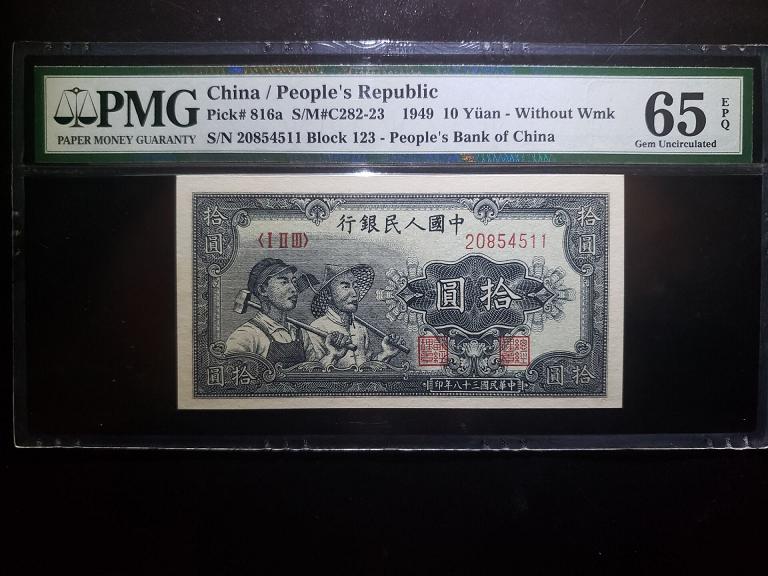 PMG
PAPER MONEY GUARANTY
China / People's Republic
Pick# 816a S/M#C282-23 1949 10 Yüan - Without Wmk
S/N 20854511 Block 123 - People's Bank of China
65 EPQ
Gem Uncirculated
拾圓
行銀民人國中
拾圓
〈I II III〉
20854511
圓拾
圓拾
印年八十三國民華中
圓拾